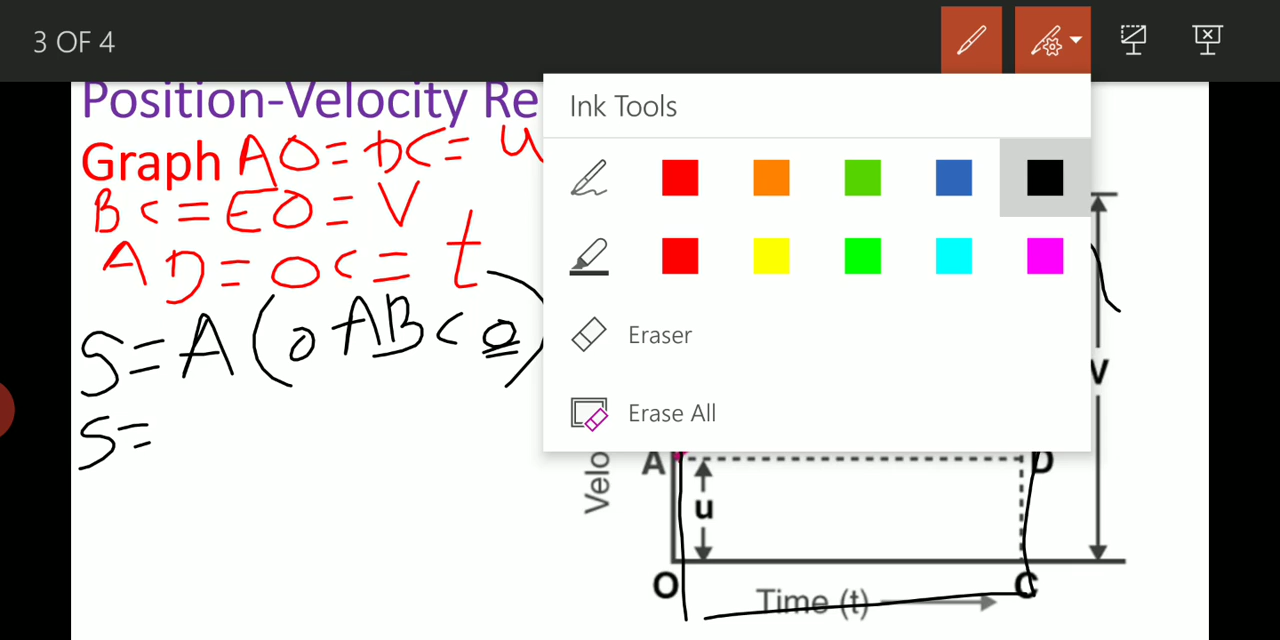 3 OF 4
Position-Velocity Re
Graph AO = DC = u
BC = EO = V
AD = OC = t
S = A (OABCO)
S =
Ink Tools
Eraser
Erase All
V
Velo
A
D
u
O
C
Time (t)